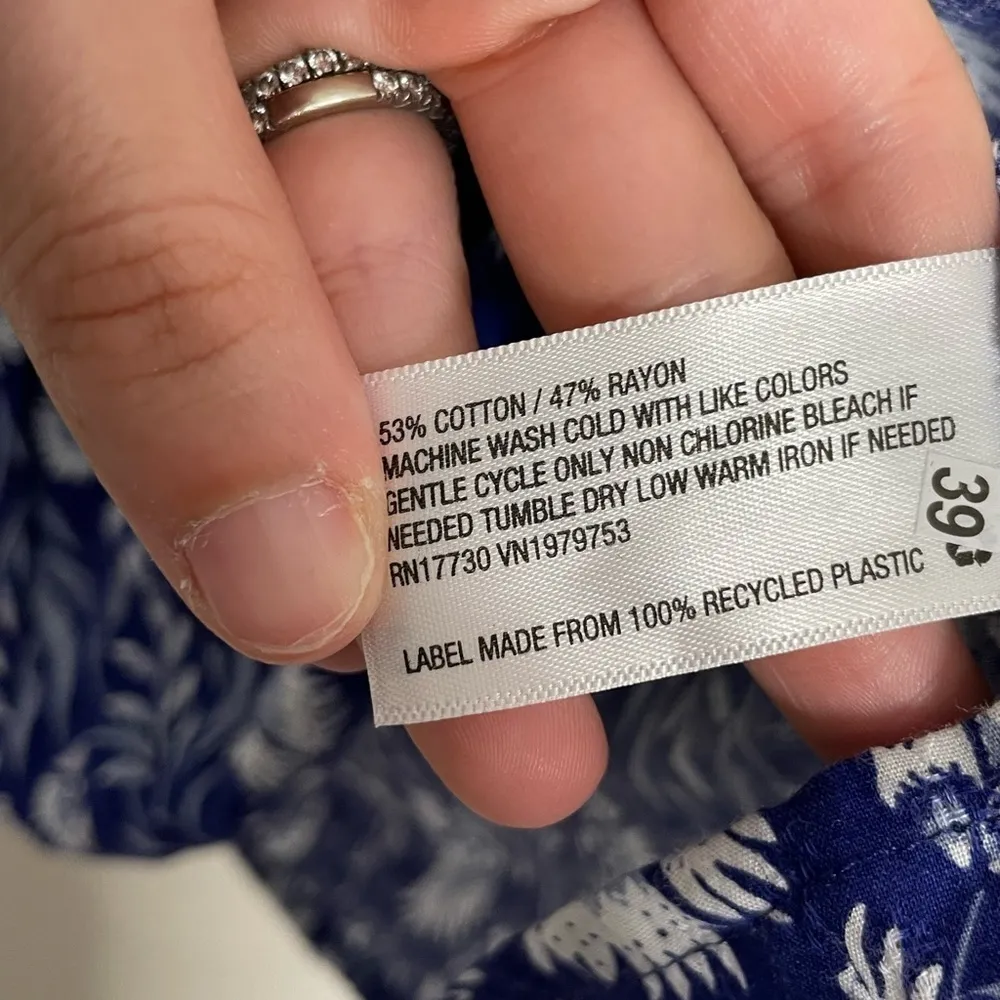 53% COTTON / 47% RAYON
MACHINE WASH COLD WITH LIKE COLORS
GENTLE CYCLE ONLY NON CHLORINE BLEACH IF
NEEDED TUMBLE DRY LOW WARM IRON IF NEEDED
RN17730 VN1979753
LABEL MADE FROM 100% RECYCLED PLASTIC
39